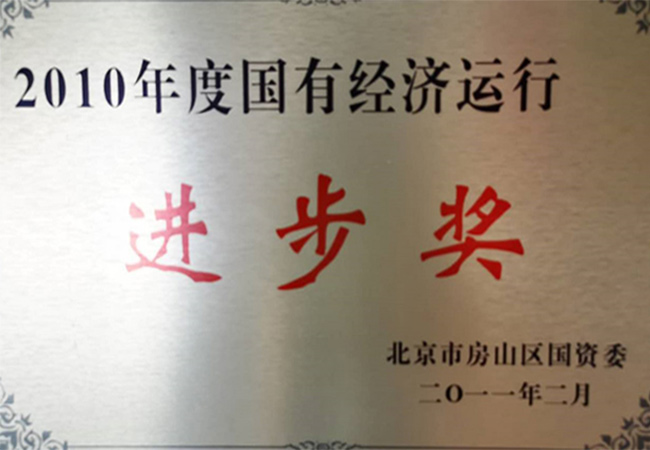 2010年度国有经济运行
进步奖
北京市房山区国资委
二〇一一年二月